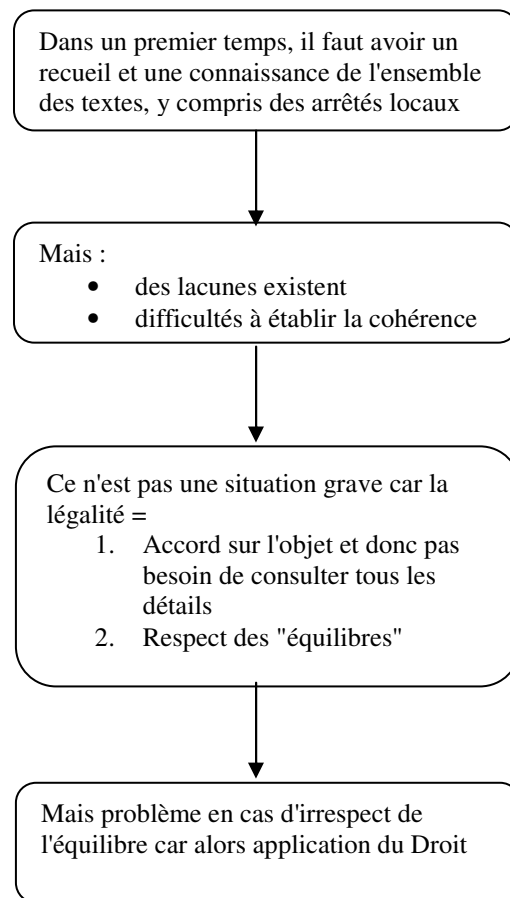 Dans un premier temps, il faut avoir un
recueil et une connaissance de l'ensemble
des textes, y compris des arrêtés locaux
Mais :
• des lacunes existent
• difficultés à établir la cohérence
Ce n'est pas une situation grave car la
légalité =
1. Accord sur l'objet et donc pas
besoin de consulter tous les
détails
2. Respect des "équilibres"
Mais problème en cas d'irrespect de
l'équilibre car alors application du Droit